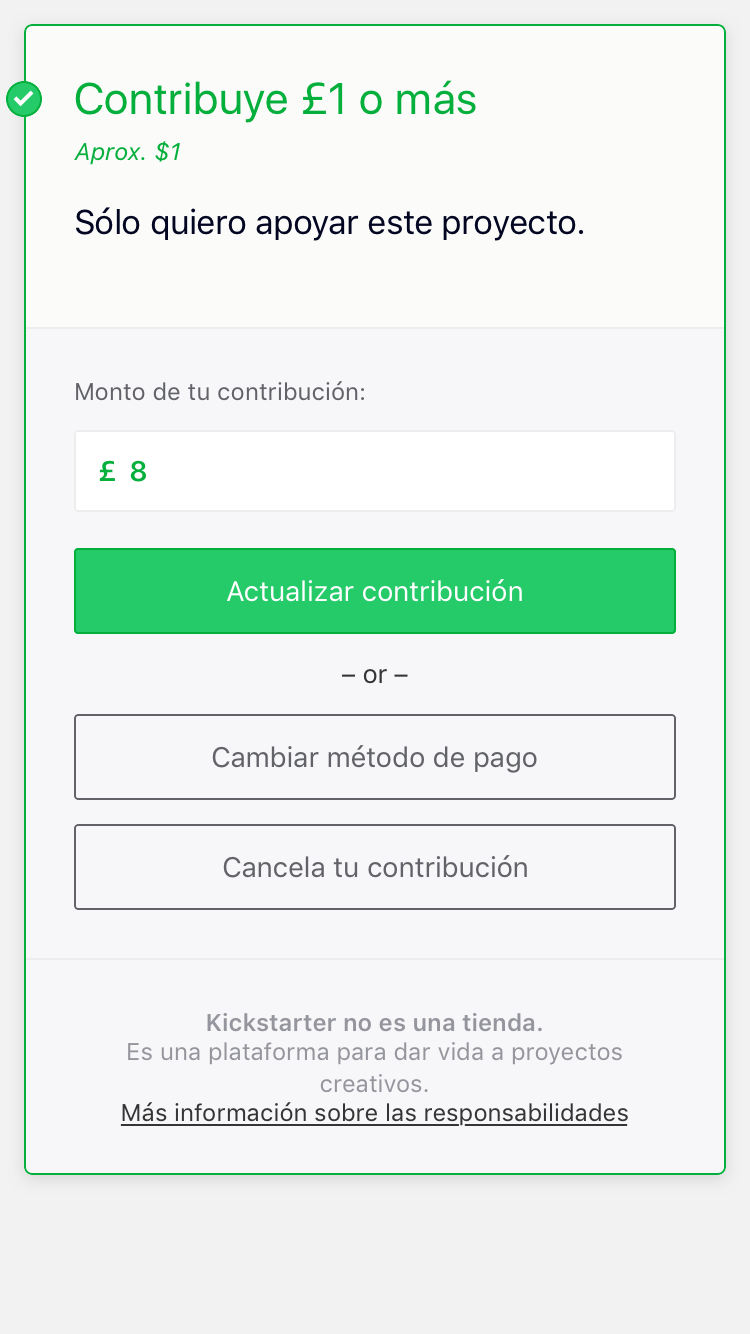 Contribuye £1 o más
Aprox. $1
Sólo quiero apoyar este proyecto.
Monto de tu contribución:
£ 8
Actualizar contribución
– or –
Cambiar método de pago
Cancela tu contribución
Kickstarter no es una tienda.
Es una plataforma para dar vida a proyectos
creativos.
Más información sobre las responsabilidades